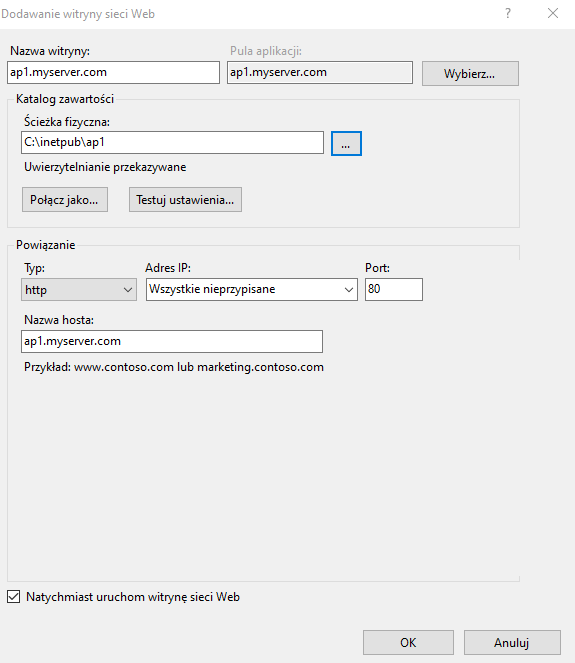 Dodawanie witryny sieci Web ?
Nazwa witryny: Pula aplikacji:
ap1.myserver.com ap1.myserver.com Wybierz...
Katalog zawartości
Ścieżka fizyczna:
C:\inetpub\ap1 ...
Uwierzytelnianie przekazywane
Połącz jako... Testuj ustawienia...
Powiązanie
Typ: Adres IP: Port:
http Wszystkie nieprzypisane 80
Nazwa hosta:
ap1.myserver.com
Przykład: www.contoso.com lub marketing.contoso.com
Natychmiast uruchom witrynę sieci Web
OK Anuluj